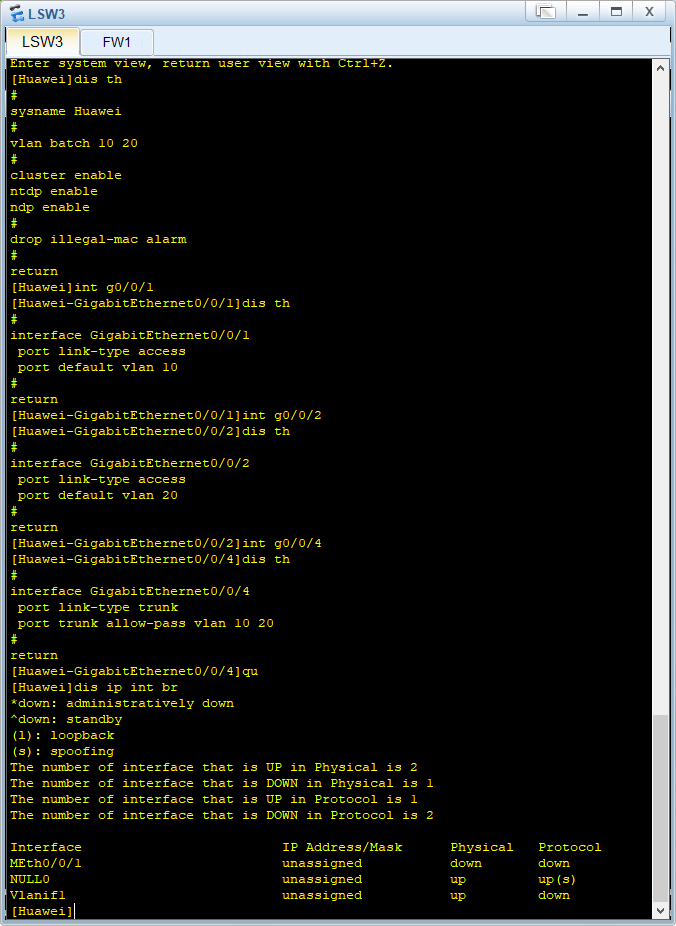 LSW3
X
LSW3 FW1
Enter system view, return user view with Ctrl+Z.
[Huawei]dis th
#
sysname Huawei
#
vlan batch 10 20
#
cluster enable
ntdp enable
ndp enable
#
drop illegal-mac alarm
#
return
[Huawei]int g0/0/1
[Huawei-GigabitEthernet0/0/1]dis th
#
interface GigabitEthernet0/0/1
 port link-type access
 port default vlan 10
#
return
[Huawei-GigabitEthernet0/0/1]int g0/0/2
[Huawei-GigabitEthernet0/0/2]dis th
#
interface GigabitEthernet0/0/2
 port link-type access
 port default vlan 20
#
return
[Huawei-GigabitEthernet0/0/2]int g0/0/4
[Huawei-GigabitEthernet0/0/4]dis th
#
interface GigabitEthernet0/0/4
 port link-type trunk
 port trunk allow-pass vlan 10 20
#
return
[Huawei-GigabitEthernet0/0/4]qu
[Huawei]dis ip int br
*down: administratively down
^down: standby
(l): loopback
(s): spoofing
The number of interface that is UP in Physical is 2
The number of interface that is DOWN in Physical is 1
The number of interface that is UP in Protocol is 1
The number of interface that is DOWN in Protocol is 2
Interface                         IP Address/Mask      Physical   Protocol
MEth0/0/1                         unassigned           down       down
NULL0                             unassigned           up         up(s)
Vlanif1                           unassigned           up         down
[Huawei]